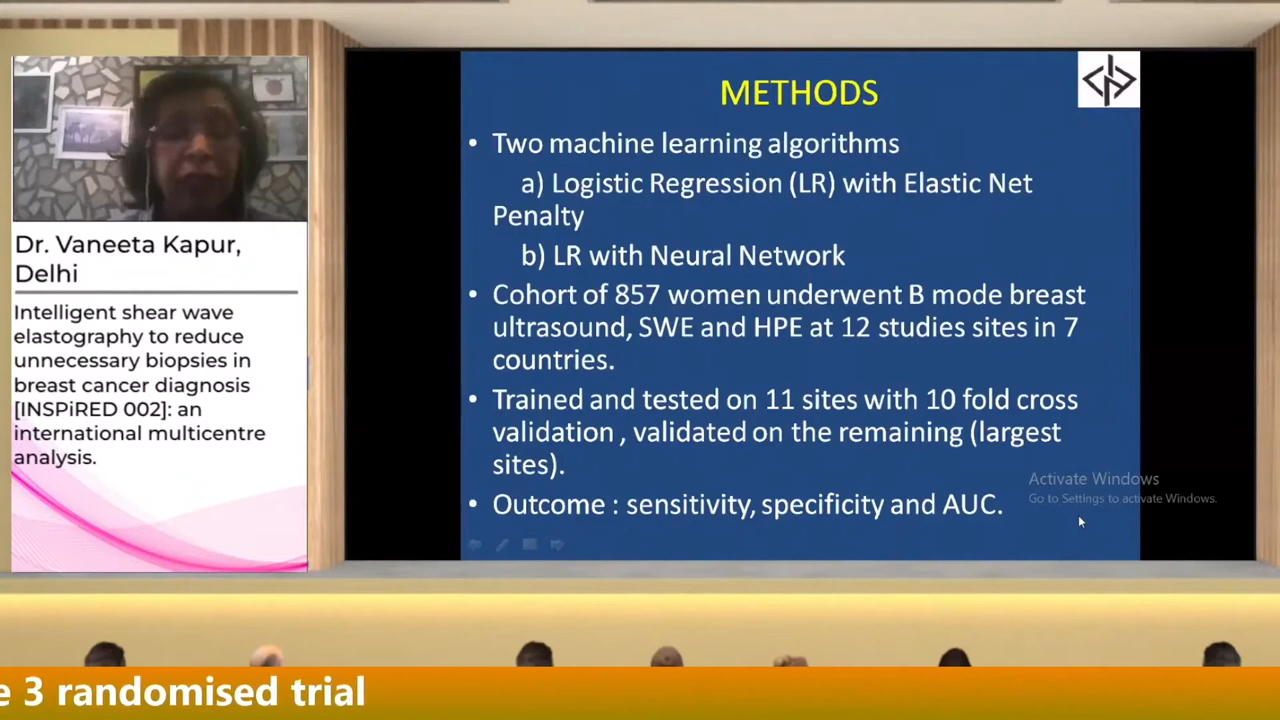 Dr. Vaneeta Kapur,
Delhi
Intelligent shear wave
elastography to reduce
unnecessary biopsies in
breast cancer diagnosis
[INSPiRED 002]: an
international multicentre
analysis.
METHODS
• Two machine learning algorithms
a) Logistic Regression (LR) with Elastic Net
Penalty
b) LR with Neural Network
• Cohort of 857 women underwent B mode breast
ultrasound, SWE and HPE at 12 studies sites in 7
countries.
• Trained and tested on 11 sites with 10 fold cross
validation , validated on the remaining (largest
sites).
• Outcome : sensitivity, specificity and AUC.
Activate Windows
Go to Settings to activate Windows.
e 3 randomised trial